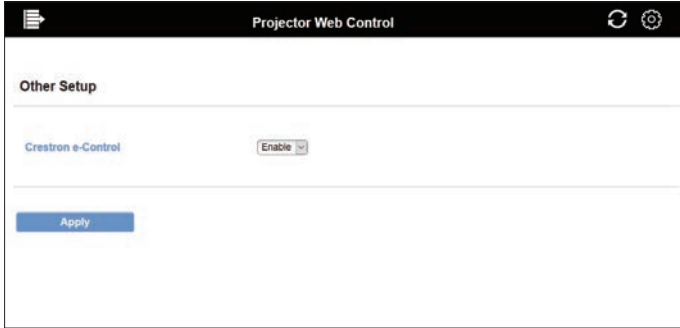 Projector Web Control
Other Setup
Crestron e-Control
Enable
Apply